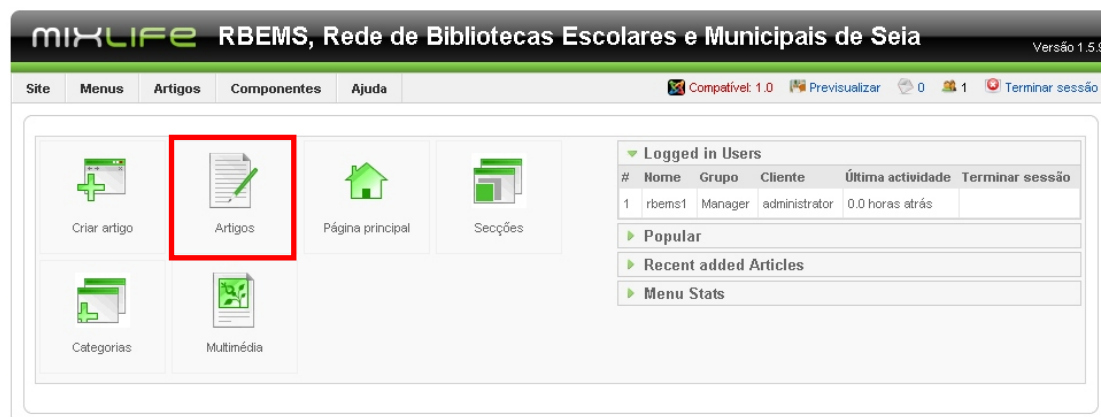 MIXLIFE RBEMS, Rede de Bibliotecas Escolares e Municipais de Seia
Versão 1.5.9
Site Menus Artigos Componentes Ajuda Compatível: 1.0 Previsualizar 0 1 Terminar sessão
Criar artigo Artigos Página principal Secções
Categorias Multimédia
Logged in Users
# Nome Grupo Cliente Última actividade Terminar sessão
1 rbems1 Manager administrator 0.0 horas atrás
Popular
Recent added Articles
Menu Stats